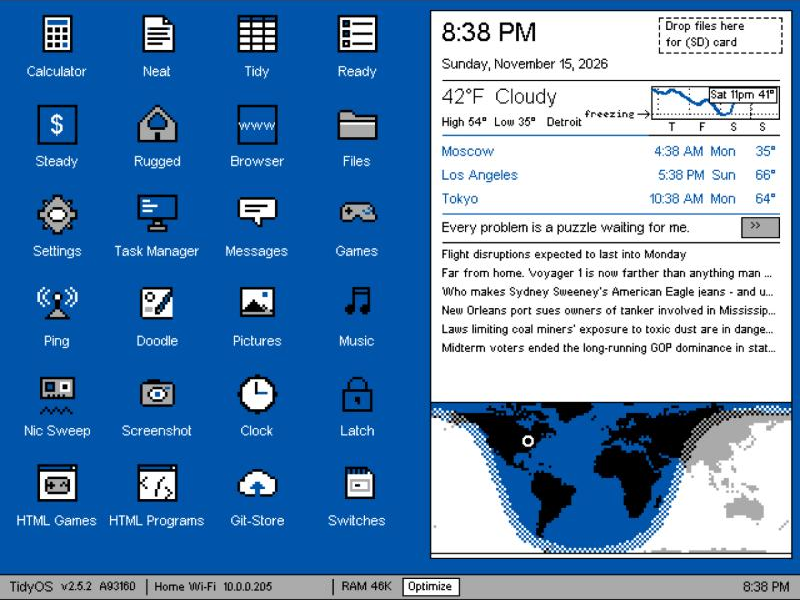 Calculator
Neat
Tidy
Ready
$
Steady
Rugged
www
Browser
Files
Settings
Task Manager
Messages
Games
Ping
Doodle
Pictures
Music
Nic Sweep
Screenshot
Clock
Latch
HTML Games
HTML Programs
Git-Store
Switches
8:38 PM
Drop files here
for (SD) card
Sunday, November 15, 2026
42°F Cloudy
High 54° Low 35° Detroit
freezing
Sat 11pm 41°
T F S S
Moscow 4:38 AM Mon 35°
Los Angeles 5:38 PM Sun 66°
Tokyo 10:38 AM Mon 64°
Every problem is a puzzle waiting for me. >>
Flight disruptions expected to last into Monday
Far from home. Voyager 1 is now farther than anything man ...
Who makes Sydney Sweeney's American Eagle jeans - and u...
New Orleans port sues owners of tanker involved in Mississip...
Laws limiting coal miners' exposure to toxic dust are in dange...
Midterm voters ended the long-running GOP dominance in stat...
TidyOS v2.5.2 A93160 | Home Wi-Fi 10.0.0.205 | RAM 46K Optimize 8:38 PM